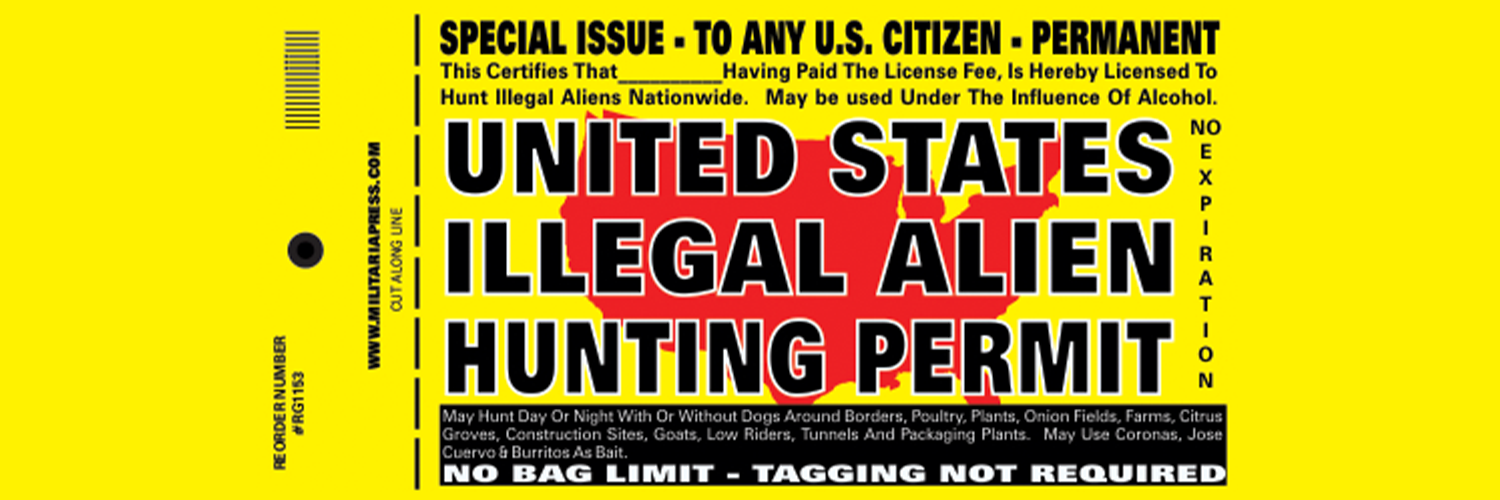 SPECIAL ISSUE - TO ANY U.S. CITIZEN - PERMANENT
This Certifies That__________Having Paid The License Fee, Is Hereby Licensed To
Hunt Illegal Aliens Nationwide. May be used Under The Influence Of Alcohol.
UNITED STATES
ILLEGAL ALIEN
HUNTING PERMIT
NO EXPIRATION
May Hunt Day Or Night With Or Without Dogs Around Borders, Poultry, Plants, Onion Fields, Farms, Citrus
Groves, Construction Sites, Goats, Low Riders, Tunnels And Packaging Plants. May Use Coronas, Jose
Cuervo & Burritos As Bait.
NO BAG LIMIT - TAGGING NOT REQUIRED
WWW.MILITARIAPRESS.COM
CUT ALONG LINE
REORDER NUMBER
#RG1153